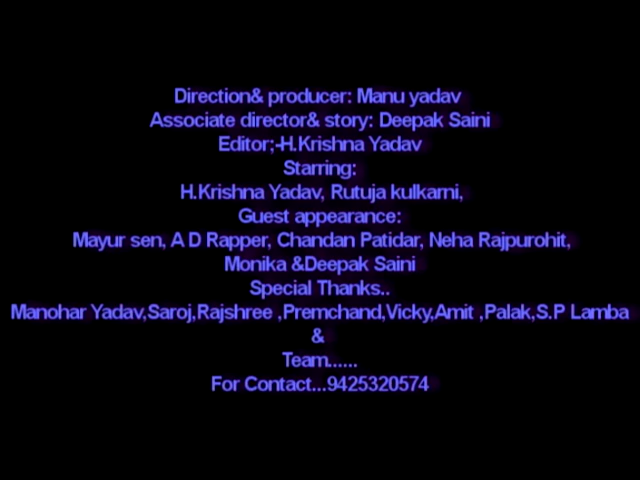 Direction& producer: Manu yadav
Associate director& story: Deepak Saini
Editor;-H.Krishna Yadav
Starring:
H.Krishna Yadav, Rutuja kulkarni,
Guest appearance:
Mayur sen, A D Rapper, Chandan Patidar, Neha Rajpurohit,
Monika &Deepak Saini
Special Thanks..
Manohar Yadav,Saroj,Rajshree ,Premchand,Vicky,Amit ,Palak,S.P Lamba
&
Team......
For Contact...9425320574